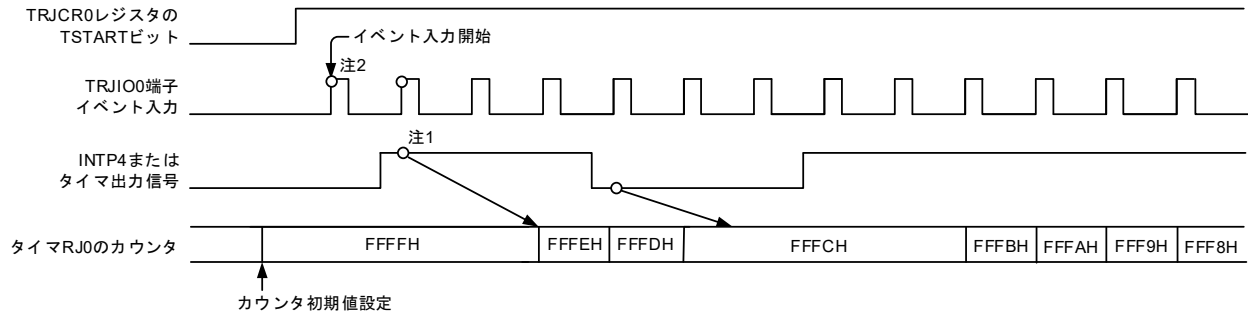 TRJCR0レジスタの
TSTARTビット
イベント入力開始
注2
TRJIO0端子
イベント入力
注1
INTP4または
タイマ出力信号
タイマRJ0のカウンタ
FFFFH
FFFEH
FFFDH
FFFCH
FFFBH
FFFAH
FFF9H
FFF8H
カウンタ初期値設定